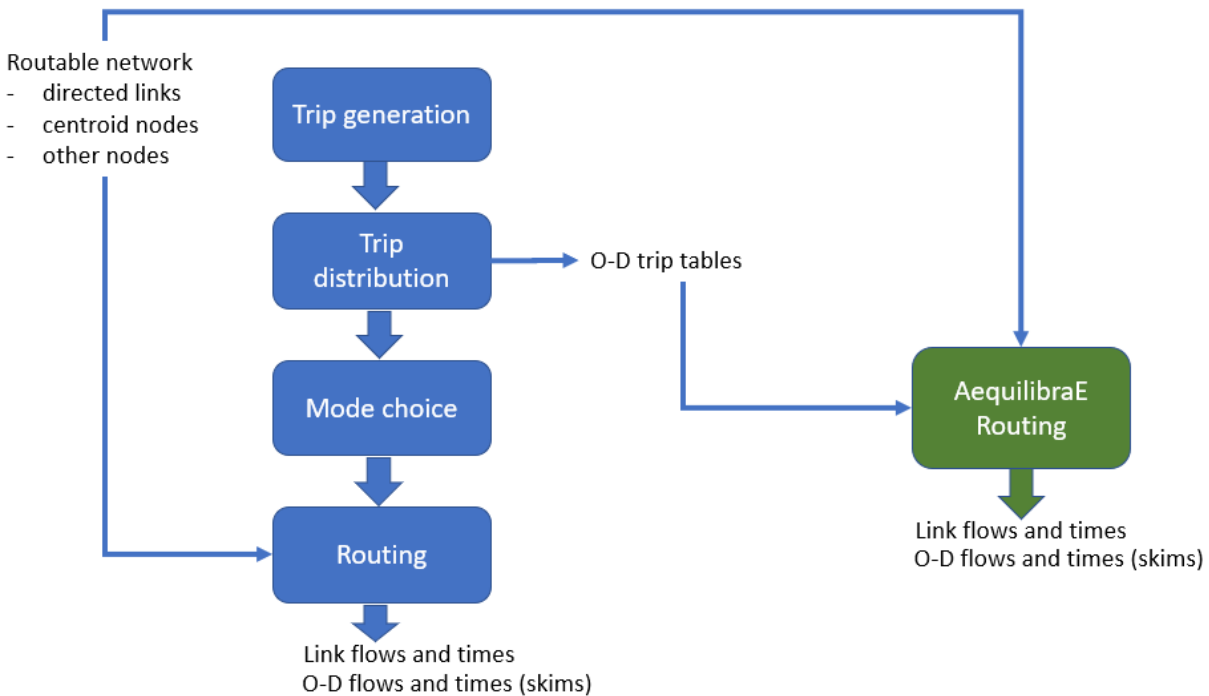 Routable network
- directed links
- centroid nodes
- other nodes
Trip generation
Trip
distribution
O-D trip tables
Mode choice
AequilibraE
Routing
Routing
Link flows and times
O-D flows and times (skims)
Link flows and times
O-D flows and times (skims)